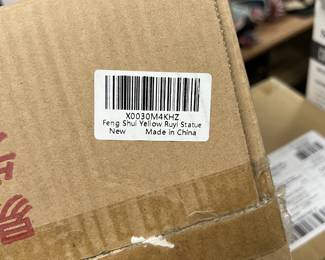 X0030M4KHZ
Feng Shui Yellow Ruyi Statue
New Made in China